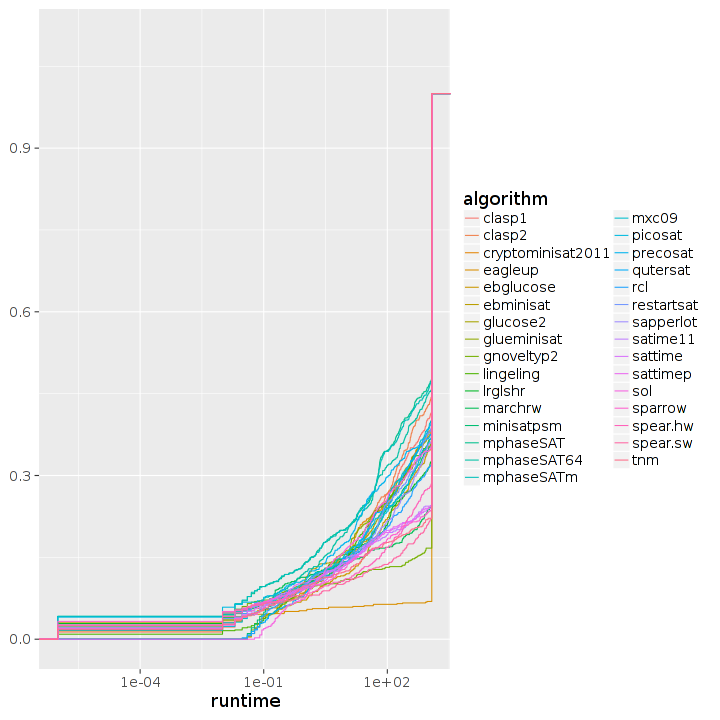 0.9
0.6
0.3
0.0
1e-04 1e-01 1e+02
runtime
algorithm
clasp1
clasp2
cryptominisat2011
eagleup
ebglucose
ebminisat
glucose2
glueminisat
gnoveltyp2
lingeling
lrglshr
marchrw
minisatpsm
mphaseSAT
mphaseSAT64
mphaseSATm
mxc09
picosat
precosat
qutersat
rcl
restartsat
sapperlot
satime11
sattime
sattimep
sol
sparrow
spear.hw
spear.sw
tnm